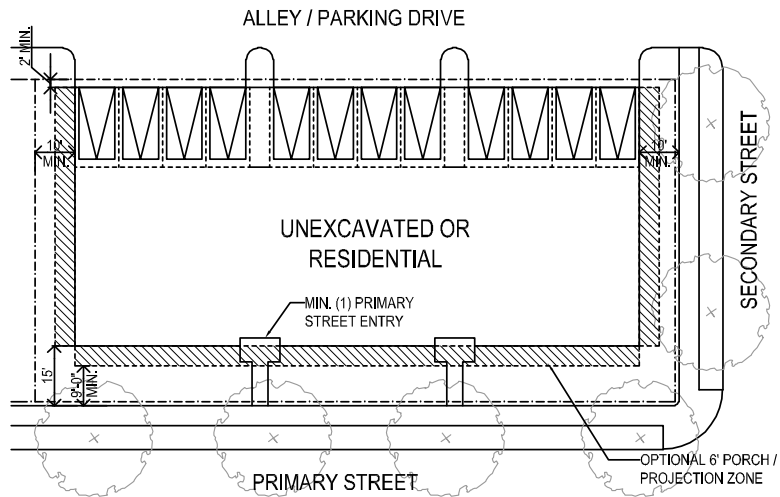 ALLEY / PARKING DRIVE
2' MIN.
10'
MIN.
10'
MIN.
SECONDARY STREET
UNEXCAVATED OR
RESIDENTIAL
MIN. (1) PRIMARY
STREET ENTRY
15'
9'-0"
MIN.
OPTIONAL 6' PORCH /
PROJECTION ZONE
PRIMARY STREET